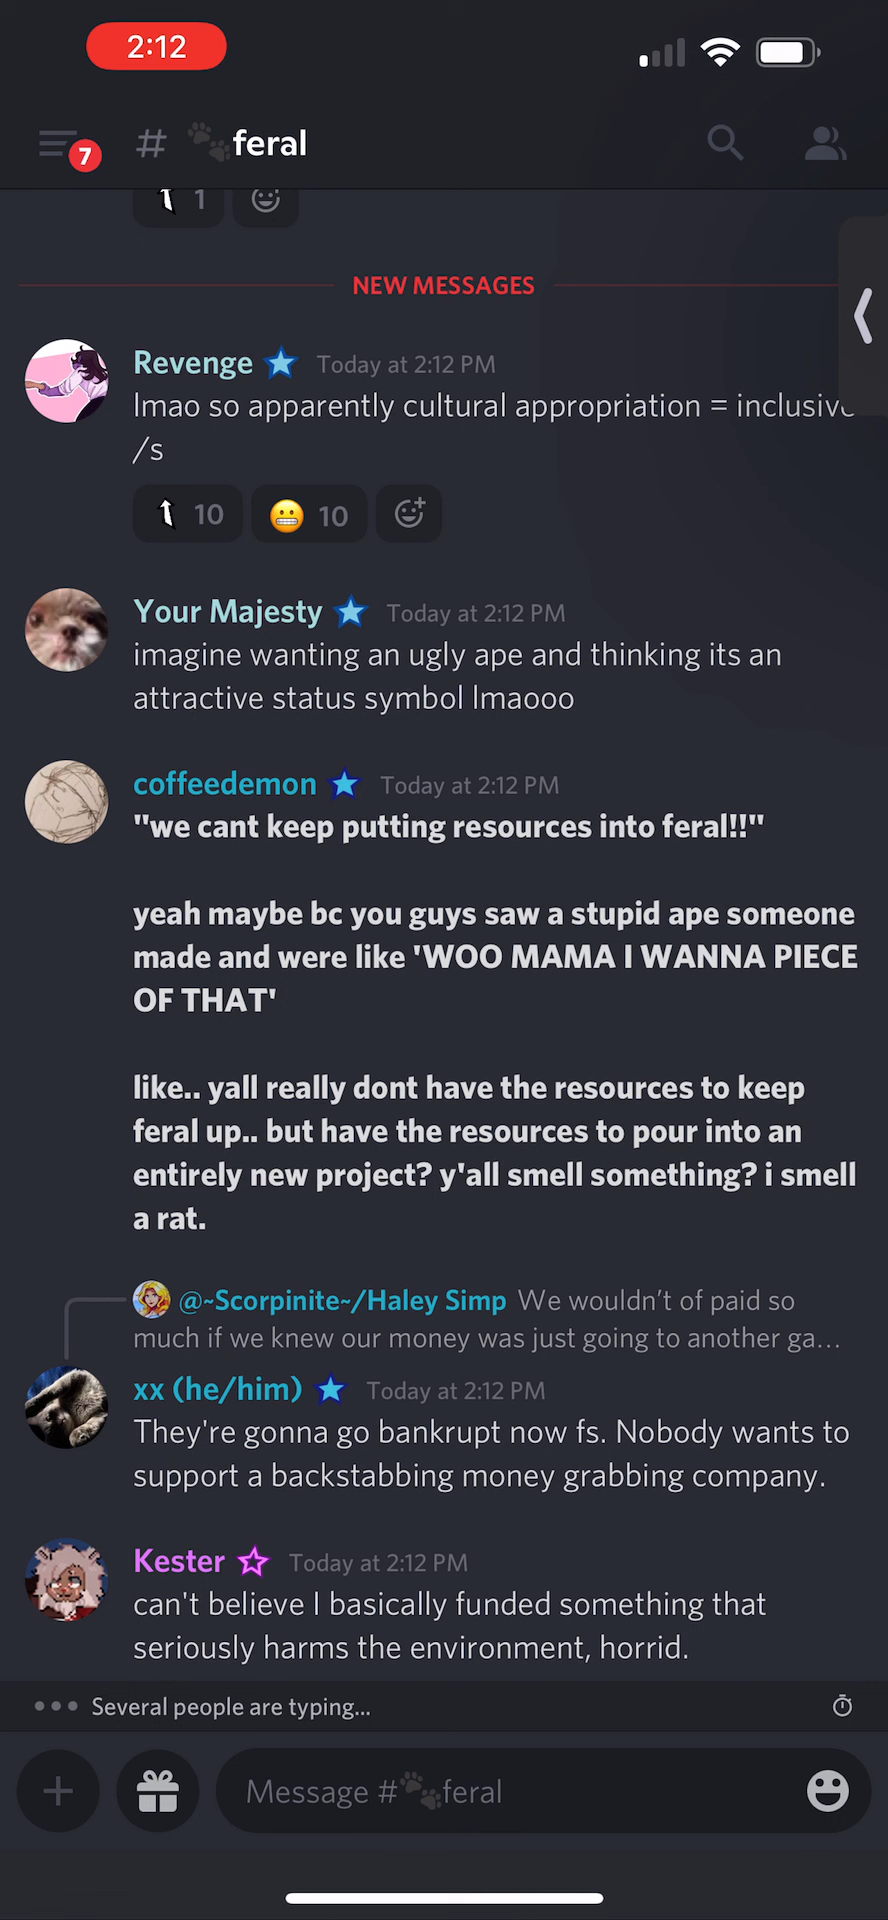 2:12
7
# feral
1
NEW MESSAGES
Revenge Today at 2:12 PM
lmao so apparently cultural appropriation = inclusive
/s
10 10
Your Majesty Today at 2:12 PM
imagine wanting an ugly ape and thinking its an
attractive status symbol lmaooo
coffeedemon Today at 2:12 PM
"we cant keep putting resources into feral!!"
yeah maybe bc you guys saw a stupid ape someone
made and were like 'WOO MAMA I WANNA PIECE
OF THAT'
like.. yall really dont have the resources to keep
feral up.. but have the resources to pour into an
entirely new project? y'all smell something? i smell
a rat.
@~Scorpinite~/Haley Simp We wouldn't of paid so
much if we knew our money was just going to another ga...
xx (he/him) Today at 2:12 PM
They're gonna go bankrupt now fs. Nobody wants to
support a backstabbing money grabbing company.
Kester Today at 2:12 PM
can't believe I basically funded something that
seriously harms the environment, horrid.
Several people are typing...
Message # feral